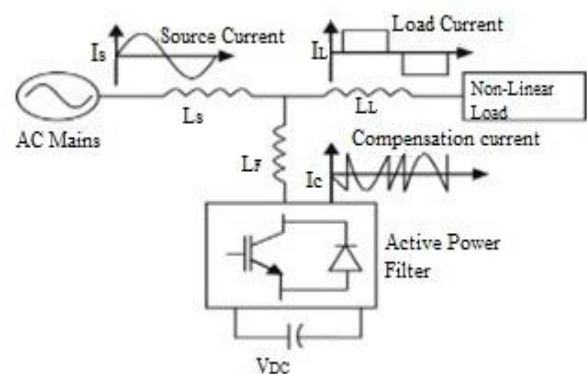 Is
Source Current
IL
Load Current
AC Mains
Ls
LL
Non-Linear
Load
LF
Ic
Compensation current
Active Power
Filter
VDC